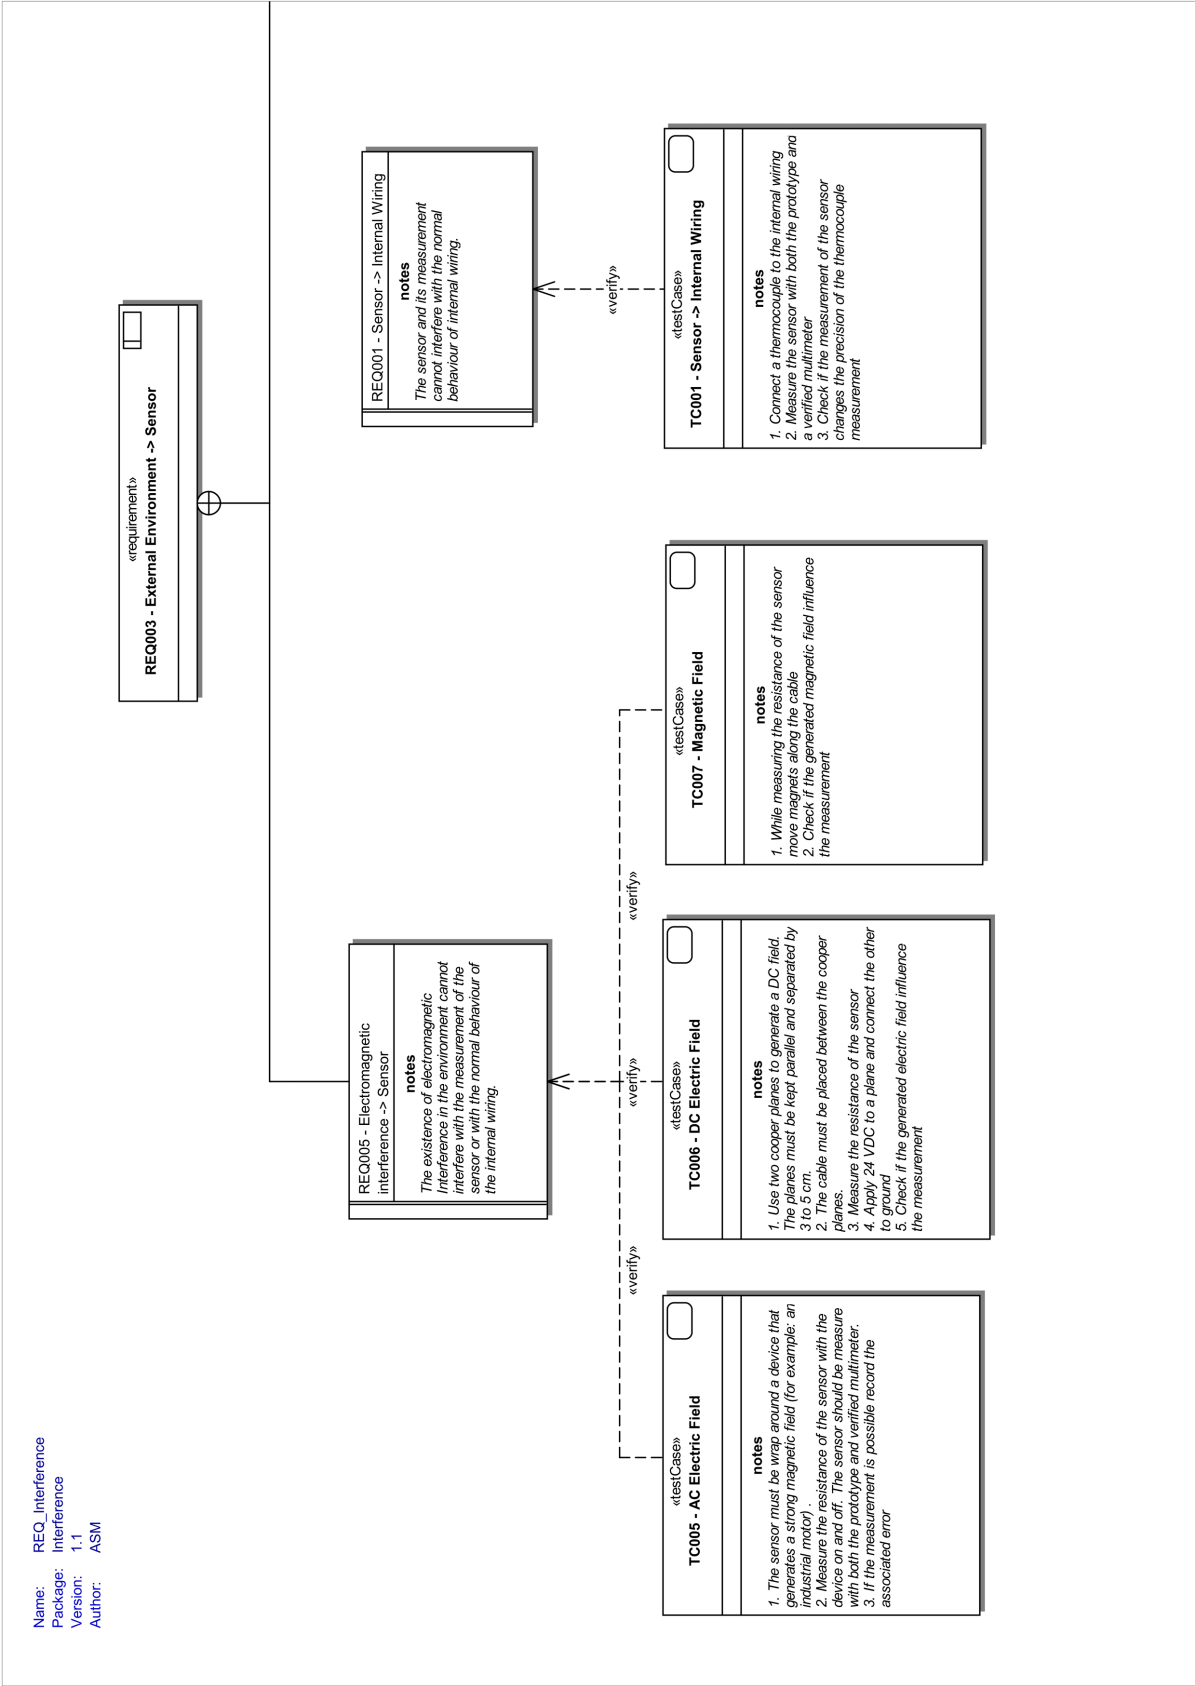 Name: REQ_Interference
Package: Interference
Version: 1.1
Author: ASM
«requirement»
REQ003 - External Environment -> Sensor
REQ005 - Electromagnetic
interference -> Sensor
notes
The existence of electromagnetic
Interference in the environment cannot
interfere with the measurement of the
sensor or with the normal behaviour of
the internal wiring.
REQ001 - Sensor -> Internal Wiring
notes
The sensor and its measurement
cannot interfere with the normal
behaviour of internal wiring.
«verify»
«verify»
«verify»
«verify»
«testCase»
TC005 - AC Electric Field
notes
1. The sensor must be wrap around a device that
generates a strong magnetic field (for example: an
industrial motor) .
2. Measure the resistance of the sensor with the
device on and off. The sensor should be measure
with both the prototype and verified multimeter.
3. If the measurement is possible record the
associated error
«testCase»
TC006 - DC Electric Field
notes
1. Use two cooper planes to generate a DC field.
The planes must be kept parallel and separated by
3 to 5 cm.
2. The cable must be placed between the cooper
planes.
3. Measure the resistance of the sensor
4. Apply 24 VDC to a plane and connect the other
to ground
5. Check if the generated electric field influence
the measurement
«testCase»
TC007 - Magnetic Field
notes
1. While measuring the resistance of the sensor
move magnets along the cable
2. Check if the generated magnetic field influence
the measurement
«testCase»
TC001 - Sensor -> Internal Wiring
notes
1. Connect a thermocouple to the internal wiring
2. Measure the sensor with both the prototype and
a verified multimeter
3. Check if the measurement of the sensor
changes the precision of the thermocouple
measurement